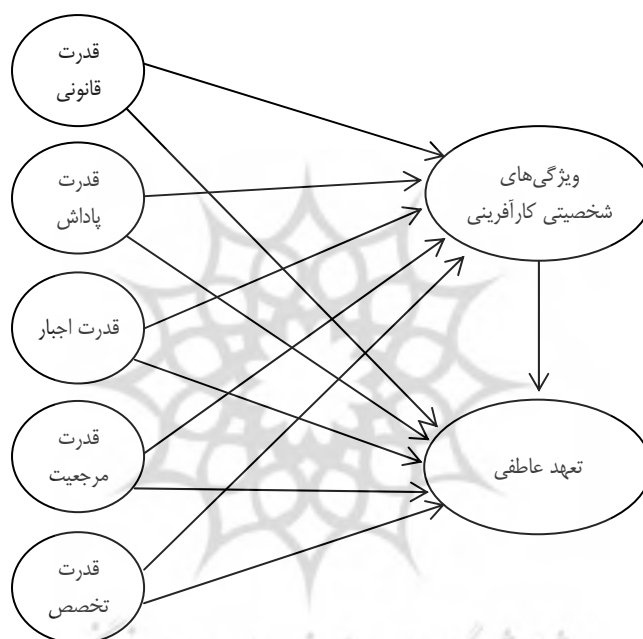 قدرت
قانونی
قدرت
پاداش
قدرت اجبار
قدرت
مرجعیت
قدرت
تخصص
ویژگی‌های
شخصیتی کارآفرینی
تعهد عاطفی